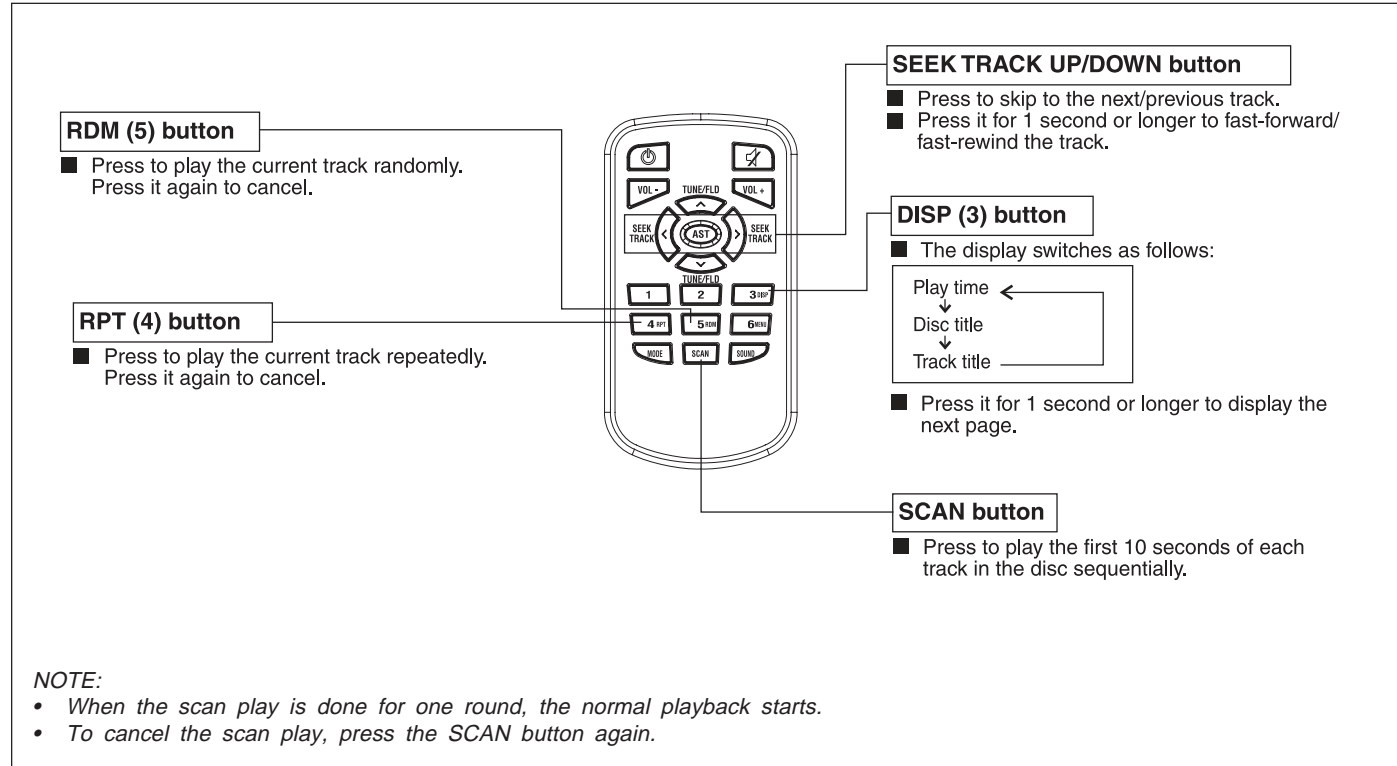 SEEK TRACK UP/DOWN button
■ Press to skip to the next/previous track.
■ Press it for 1 second or longer to fast-forward/
fast-rewind the track.
RDM (5) button
■ Press to play the current track randomly.
Press it again to cancel.
VOL -
TUNE/FLD
VOL +
SEEK
TRACK
AST
SEEK
TRACK
TUNE/FLD
1
2
3 DISP
4 RPT
5 RDM
6 MENU
MODE
SCAN
SOUND
DISP (3) button
■ The display switches as follows:
Play time
Disc title
Track title
■ Press it for 1 second or longer to display the
next page.
RPT (4) button
■ Press to play the current track repeatedly.
Press it again to cancel.
SCAN button
■ Press to play the first 10 seconds of each
track in the disc sequentially.
NOTE:
• When the scan play is done for one round, the normal playback starts.
• To cancel the scan play, press the SCAN button again.